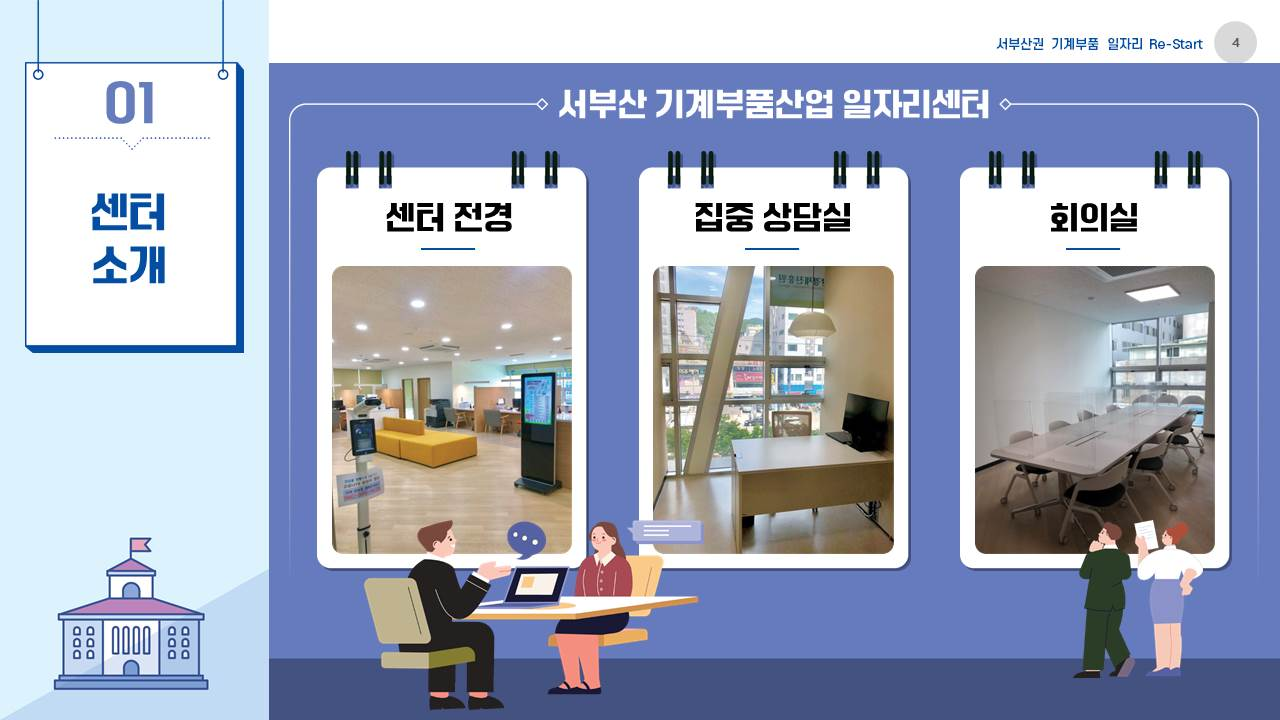 서부산권 기계부품 일자리 Re-Start
4
01
센터
소개
서부산 기계부품산업 일자리센터
센터 전경
집중 상담실
회의실